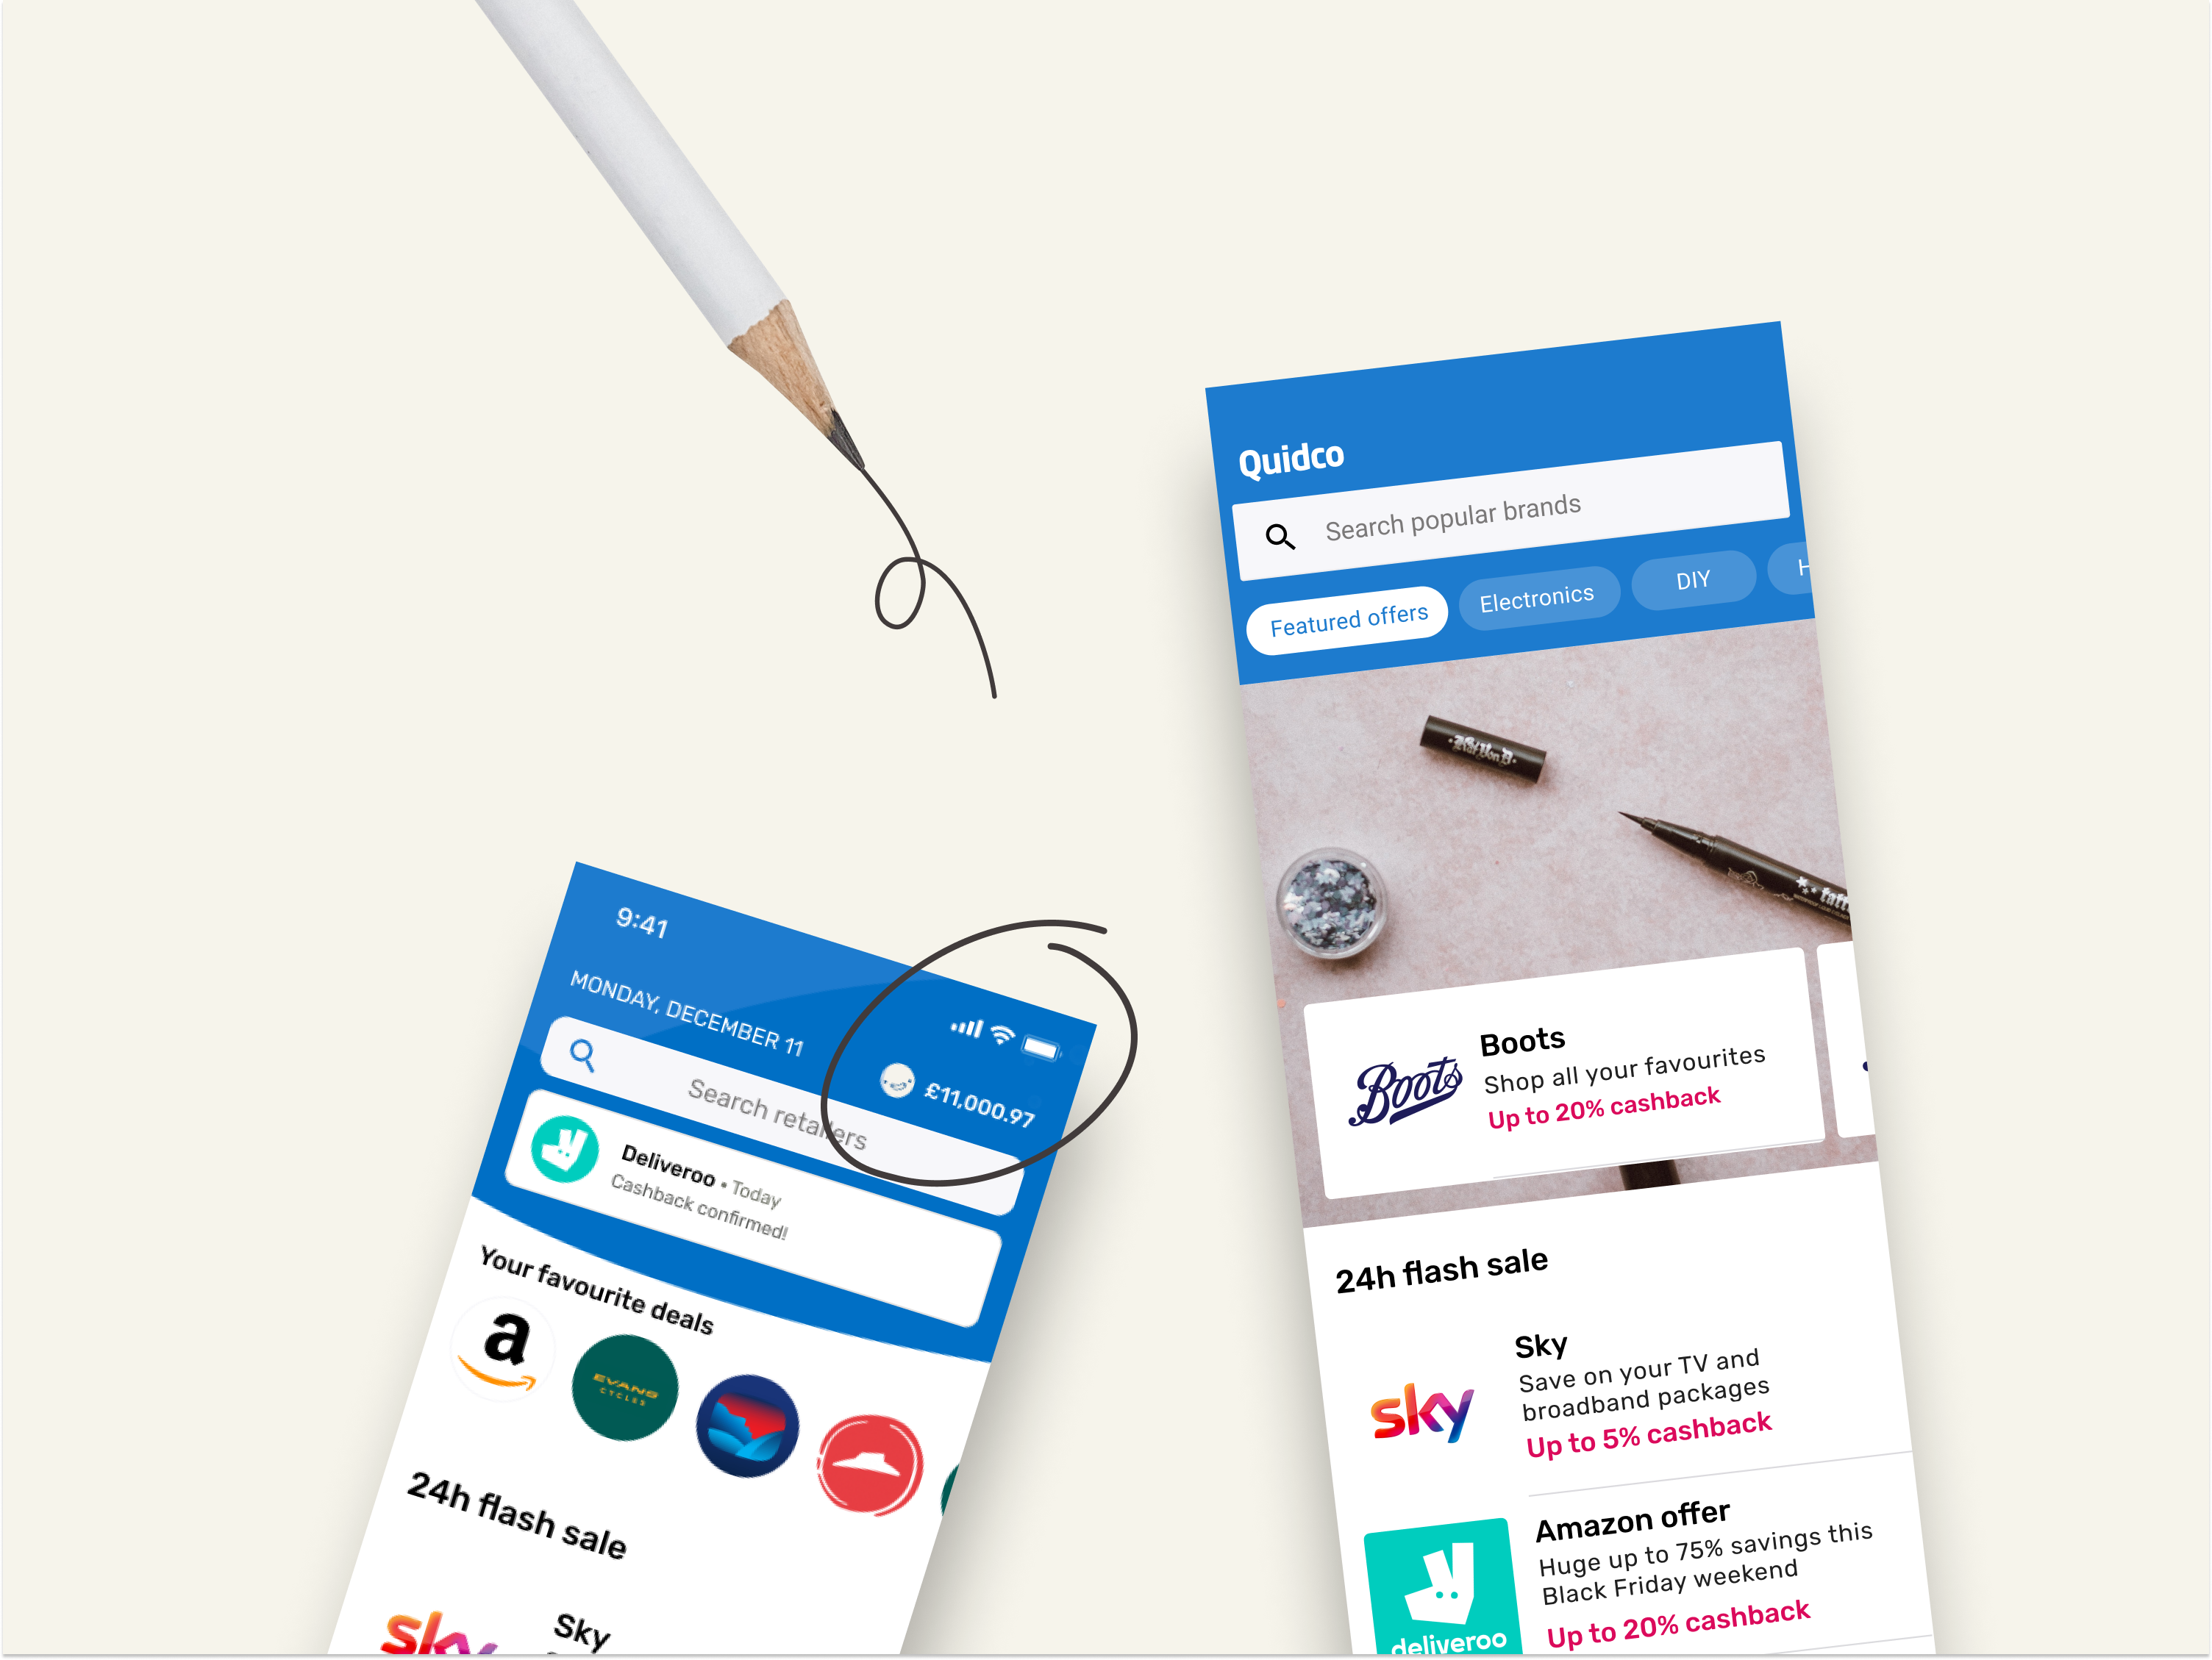 Quidco
Search popular brands
Featured offers
Electronics
DIY
H
Boots
Boots
Shop all your favourites
Up to 20% cashback
24h flash sale
sky
Sky
Save on your TV and
broadband packages
Up to 5% cashback
deliveroo
Amazon offer
Huge up to 75% savings this
Black Friday weekend
Up to 20% cashback
9:41
MONDAY, DECEMBER 11
£11,000.97
Search retailers
Deliveroo • Today
Cashback confirmed!
Your favourite deals
a
EVANS
CYCLES
24h flash sale
sky
Sky